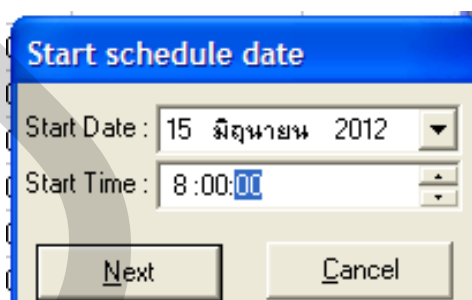 Start schedule date
Start Date : 15 มิถุนายน 2012
Start Time : 8 :00:00
Next Cancel